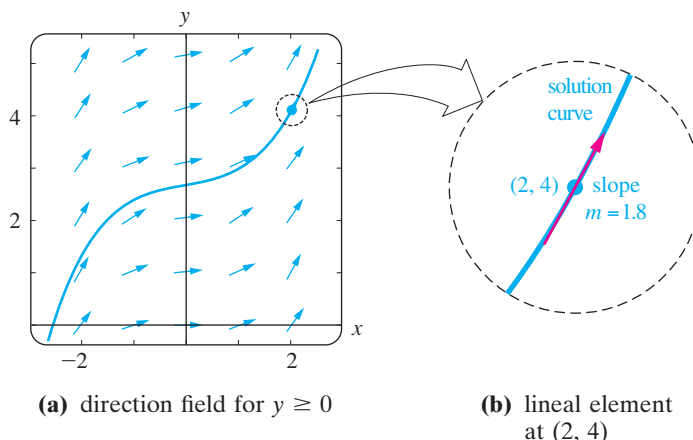 y
4
2
−2
2
x
solution
curve
(2, 4)
slope
m = 1.8
(a) direction field for y ≥ 0
(b) lineal element
at (2, 4)